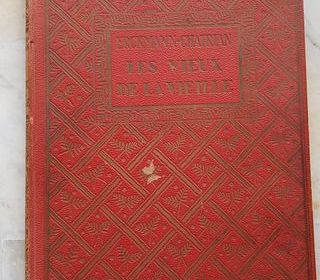 ERCKMANN-CHATRIAN
LES VIEUX
DE LA VIEILLE